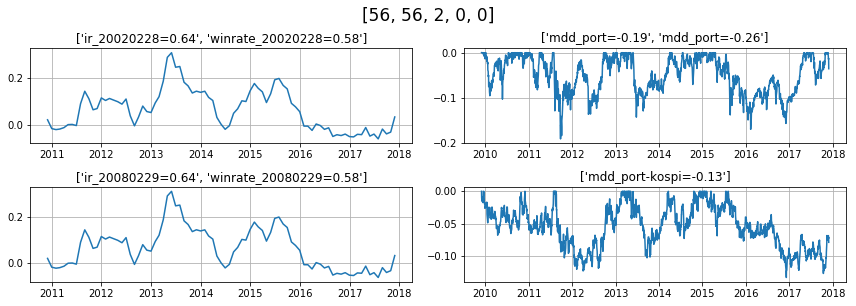 [56, 56, 2, 0, 0]
['ir_20020228=0.64', 'winrate_20020228=0.58']
0.2
0.0
2011 2012 2013 2014 2015 2016 2017 2018
['mdd_port=-0.19', 'mdd_port=-0.26']
0.0
−0.1
−0.2
2010 2011 2012 2013 2014 2015 2016 2017 2018
['ir_20080229=0.64', 'winrate_20080229=0.58']
0.2
0.0
2011 2012 2013 2014 2015 2016 2017 2018
['mdd_port-kospi=-0.13']
0.00
−0.05
−0.10
2010 2011 2012 2013 2014 2015 2016 2017 2018